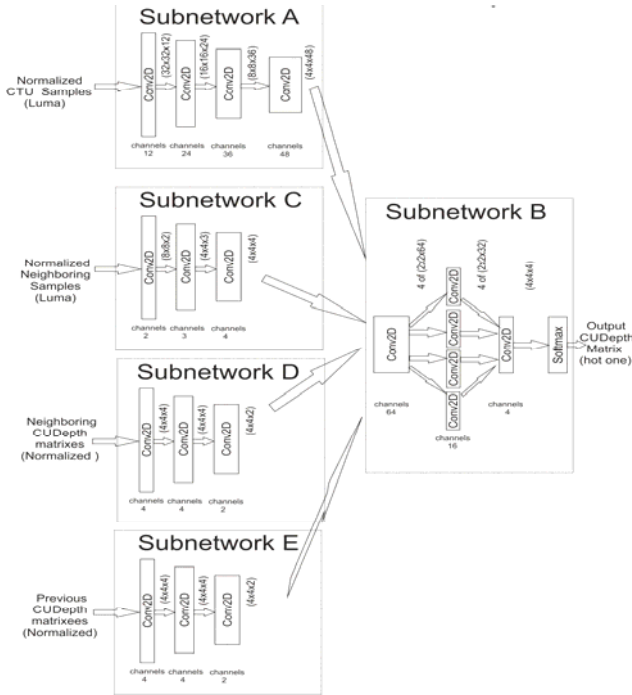 Subnetwork A
Normalized
CTU Samples
(Luma)
Conv2D
(32x32x12)
Conv2D
(16x16x24)
Conv2D
(8x8x36)
Conv2D
(4x4x48)
channels
12
channels
24
channels
36
channels
48
Subnetwork C
Normalized
Neighboring
Samples
(Luma)
Conv2D
(8x8x2)
Conv2D
(4x4x3)
Conv2D
(4x4x4)
channels
2
channels
3
channels
4
Subnetwork D
Neighboring
CUDepth
matrixes
(Normalized )
Conv2D
(4x4x4)
Conv2D
(4x4x4)
Conv2D
(4x4x2)
channels
4
channels
4
channels
2
Subnetwork E
Previous
CUDepth
matrixees
(Normalized)
Conv2D
(4x4x4)
Conv2D
(4x4x4)
Conv2D
(4x4x2)
channels
4
channels
4
channels
2
Subnetwork B
Conv2D
4 of (2x2x64)
Conv2D
Conv2D
Conv2D
Conv2D
4 of (2x2x32)
Conv2D
(4x4x4)
Softmax
channels
64
channels
16
channels
4
Output
CUDepth
Matrix
(hot one)